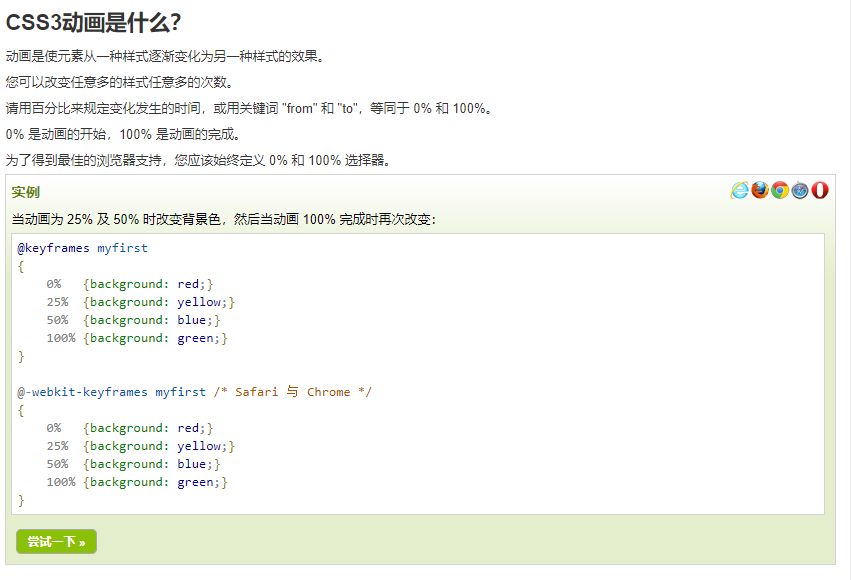 CSS3动画是什么？
动画是使元素从一种样式逐渐变化为另一种样式的效果。
您可以改变任意多的样式任意多的次数。
请用百分比来规定变化发生的时间，或用关键词 "from" 和 "to"，等同于 0% 和 100%。
0% 是动画的开始，100% 是动画的完成。
为了得到最佳的浏览器支持，您应该始终定义 0% 和 100% 选择器。
实例
当动画为 25% 及 50% 时改变背景色，然后当动画 100% 完成时再次改变：
@keyframes myfirst
{
    0%   {background: red;}
    25%  {background: yellow;}
    50%  {background: blue;}
    100% {background: green;}
}
@-webkit-keyframes myfirst /* Safari 与 Chrome */
{
    0%   {background: red;}
    25%  {background: yellow;}
    50%  {background: blue;}
    100% {background: green;}
}
尝试一下 »